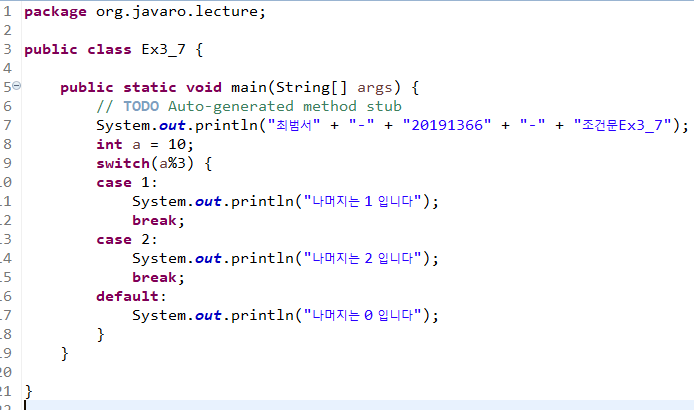 1 package org.javaro.lecture;
2
3 public class Ex3_7 {
4
5 public static void main(String[] args) {
6 // TODO Auto-generated method stub
7 System.out.println("최범서" + "-" + "20191366" + "-" + "조건문Ex3_7");
8 int a = 10;
9 switch(a%3) {
10 case 1:
11 System.out.println("나머지는 1 입니다");
12 break;
13 case 2:
14 System.out.println("나머지는 2 입니다");
15 break;
16 default:
17 System.out.println("나머지는 0 입니다");
18 }
19 }
20
21 }
22